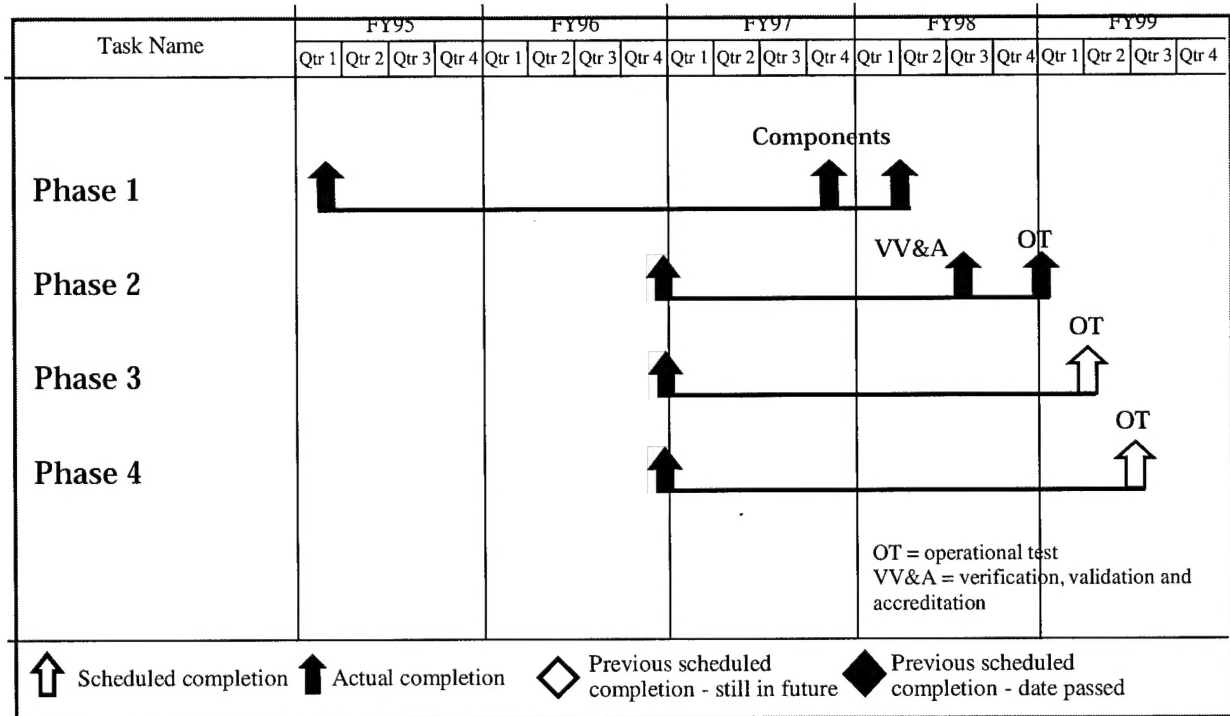 Task Name FY95 FY96 FY97 FY98 FY99
Qtr 1 Qtr 2 Qtr 3 Qtr 4 Qtr 1 Qtr 2 Qtr 3 Qtr 4 Qtr 1 Qtr 2 Qtr 3 Qtr 4 Qtr 1 Qtr 2 Qtr 3 Qtr 4 Qtr 1 Qtr 2 Qtr 3 Qtr 4
Components
Phase 1
VV&A OT
Phase 2
OT
Phase 3
OT
Phase 4
OT = operational test
VV&A = verification, validation and
accreditation
Scheduled completion
Actual completion
Previous scheduled
completion - still in future
Previous scheduled
completion - date passed